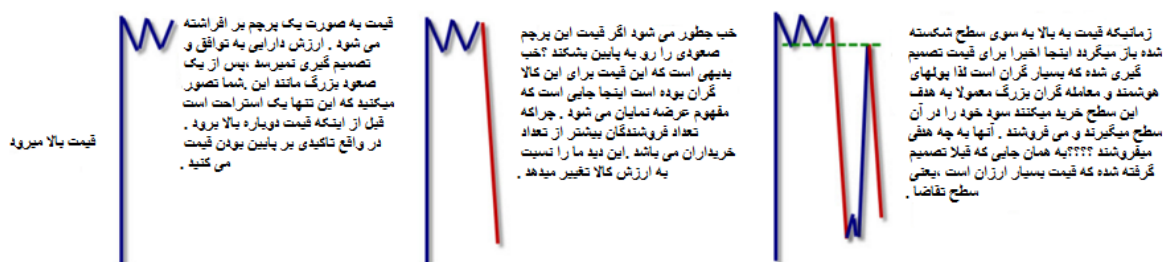 قیمت بالا میرود
قیمت به صورت یک پرچم بر افراشته
می شود . ارزش دارایی به توافق و
تصمیم گیری نمیرسد ،پس از یک
صعود بزرگ مانند این .شما تصور
میکنید که این تنها یک استراحت است
قبل از اینکه قیمت دوباره بالا برود .
در واقع تاکیدی بر پایین بودن قیمت
می کنید .
خب جطور می شود اگر قیمت این پرجم
صعودی را رو به پایین بشکند ؟خب
بدیهی است که این قیمت برای این کالا
گران بوده است اینجا جایی است که
مفهوم عرضه نمایان می شود . چراکه
تعداد فروشندگان بیشتر از تعداد
خریداران می باشد .این دید ما را نسبت
به ارزش کالا تغییر میدهد .
زمانیکه قیمت به بالا به سوی سطح شکسته
شده باز میگردد اینجا اخیرا برای قیمت تصمیم
گیری شده که بسیار گران است لذا پولهای
هوشمند و معامله گران بزرگ معمولا به هدف
این سطح خرید میکنند سود خود را در آن
سطح میگیرند و می فروشند . آنها به چه هدفی
میفروشند ؟؟؟؟به همان جایی که قبلا تصمیم
گرفته شده که قیمت بسیار ارزان است ،یعنی
سطح تقاضا .